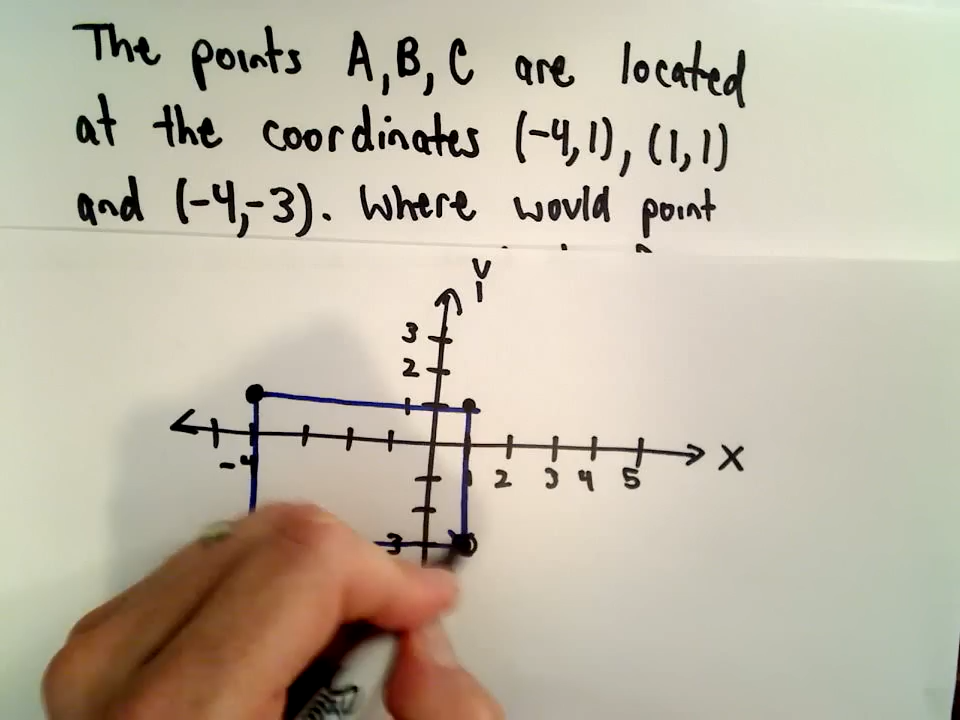 The points A, B, C are located
at the coordinates (-4,1), (1,1)
and (-4,-3). Where would point
y
3
2
1
-4
1 2 3 4 5
X
-3